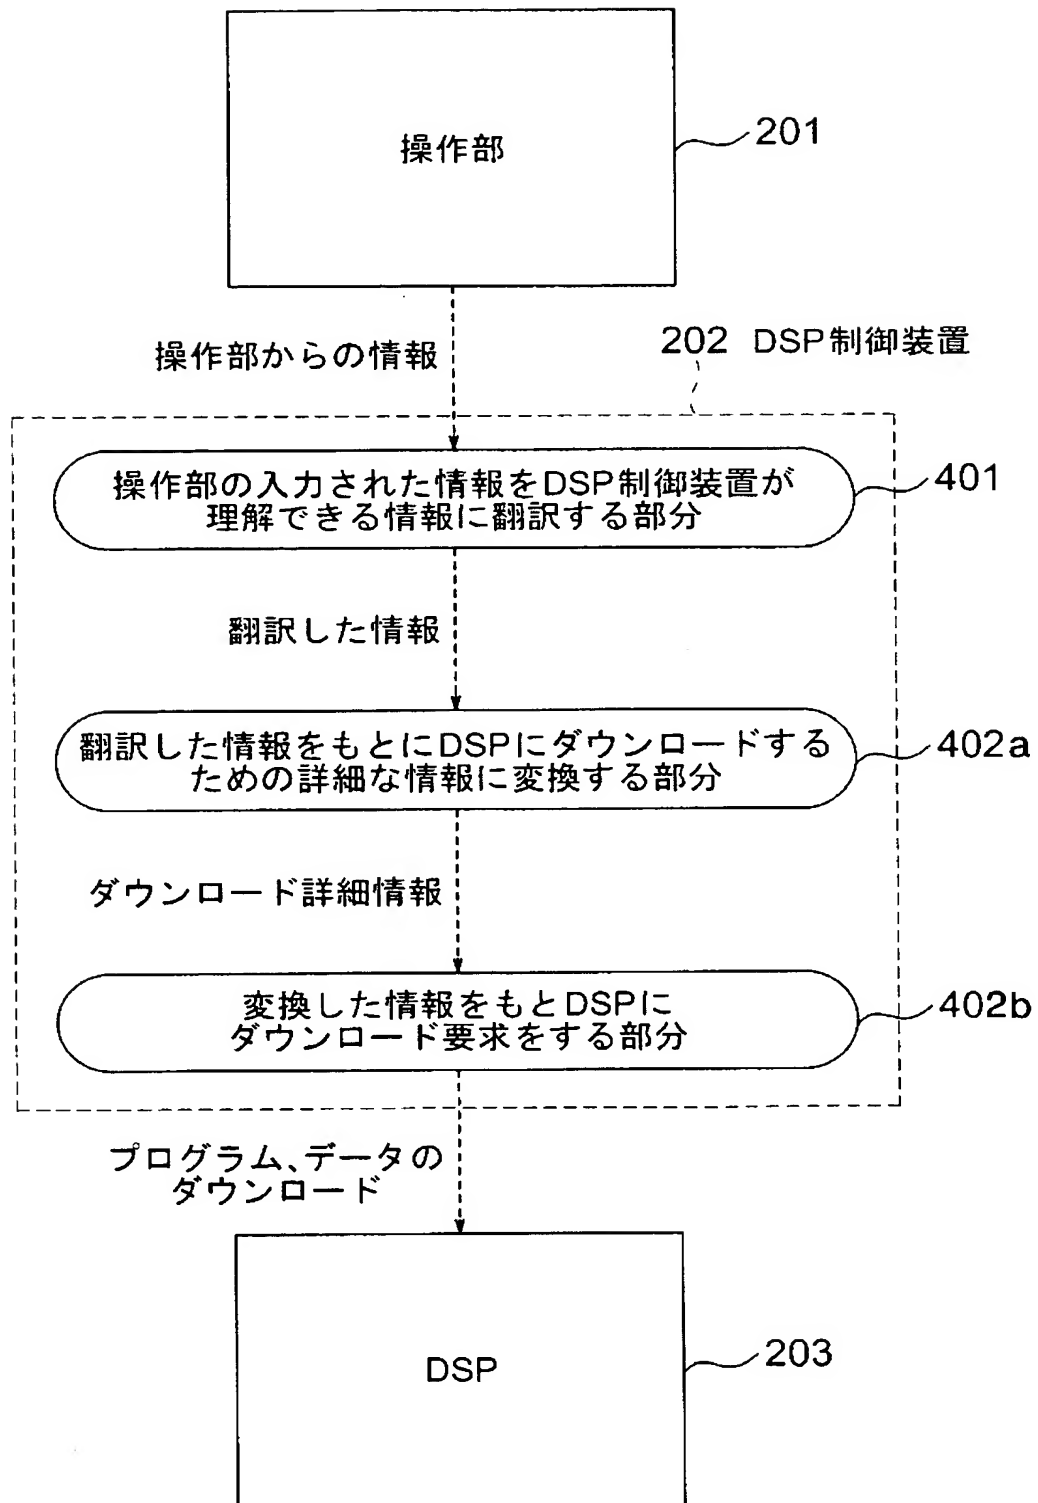 操作部
201
操作部からの情報
202 DSP制御装置
操作部の入力された情報をDSP制御装置が
理解できる情報に翻訳する部分
401
翻訳した情報
翻訳した情報をもとにDSPにダウンロードする
ための詳細な情報に変換する部分
402a
ダウンロード詳細情報
変換した情報をもとDSPに
ダウンロード要求をする部分
402b
プログラム、データの
ダウンロード
DSP
203